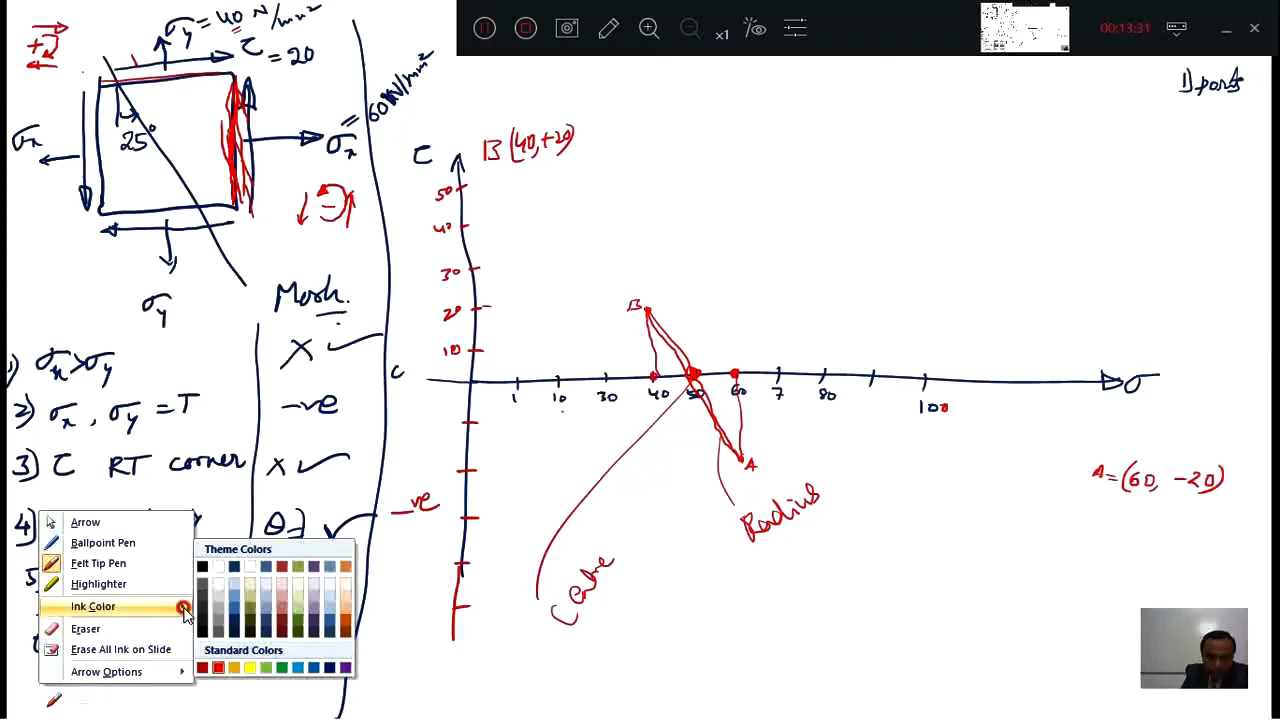 x1
00:13:31
σy = 40 N/mm²
τ = 20
+
25°
σx
σx = 60 N/mm²
σy
−
1) σx>σy
2) σx, σy = T
3) τ RT corner
4)
Mosh.
X ✓
-ve
X ✓
τ
B (40,+20)
50
40
30
20
10
-ve
B
A
1 10 30 40 50 60 7 80 100
σ
A=(60, -20)
Radius
Centre
Arrow
Ballpoint Pen
Felt Tip Pen
Highlighter
Ink Color
Eraser
Erase All Ink on Slide
Arrow Options
Theme Colors
Standard Colors